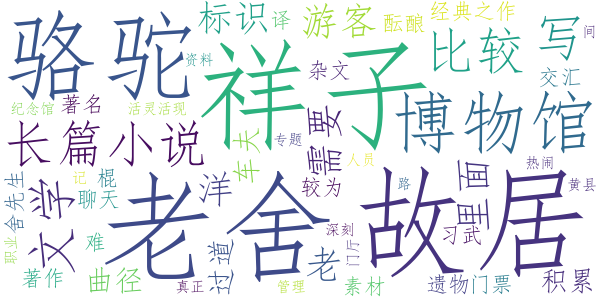 骆驼
祥子
标识
译
游客
酝酿
经典之作
比较
写
间
资料
杂文
交汇
纪念馆
著名
活灵活现
专题
博物馆
长篇小说
车夫
需要
人员
热闹
黄县
舍先生
棍
记
聊天
洋
较为
里面
路
老舍
故居
文学
职业
难
过道
老
深刻
门厅
习武
著作
曲径
真正
管理
素材
遗物
门票
积累